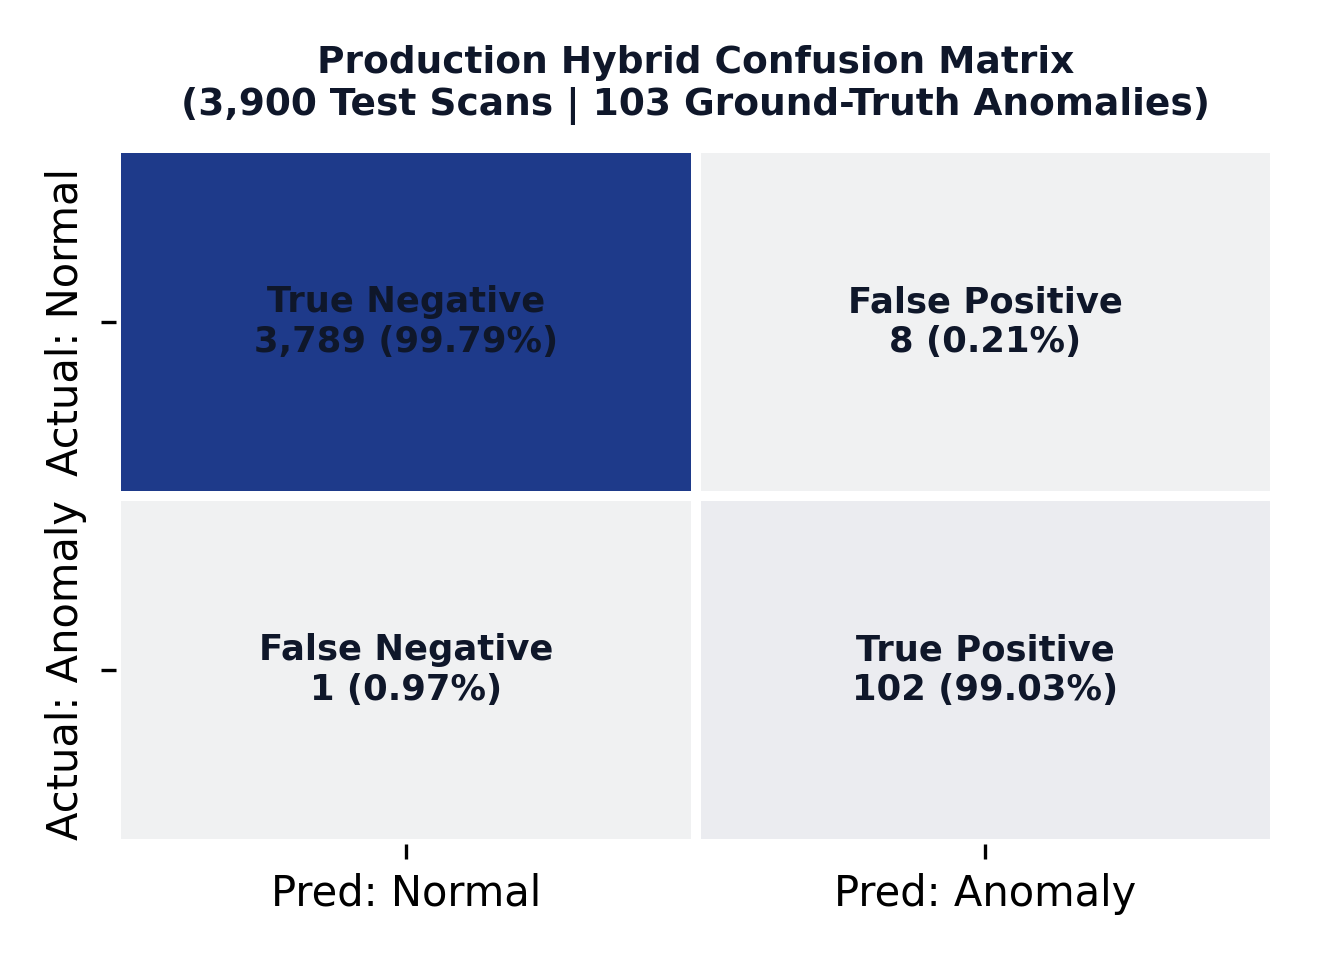 Production Hybrid Confusion Matrix
(3,900 Test Scans | 103 Ground-Truth Anomalies)
Actual: Normal
True Negative
3,789 (99.79%)
False Positive
8 (0.21%)
Actual: Anomaly
False Negative
1 (0.97%)
True Positive
102 (99.03%)
Pred: Normal
Pred: Anomaly